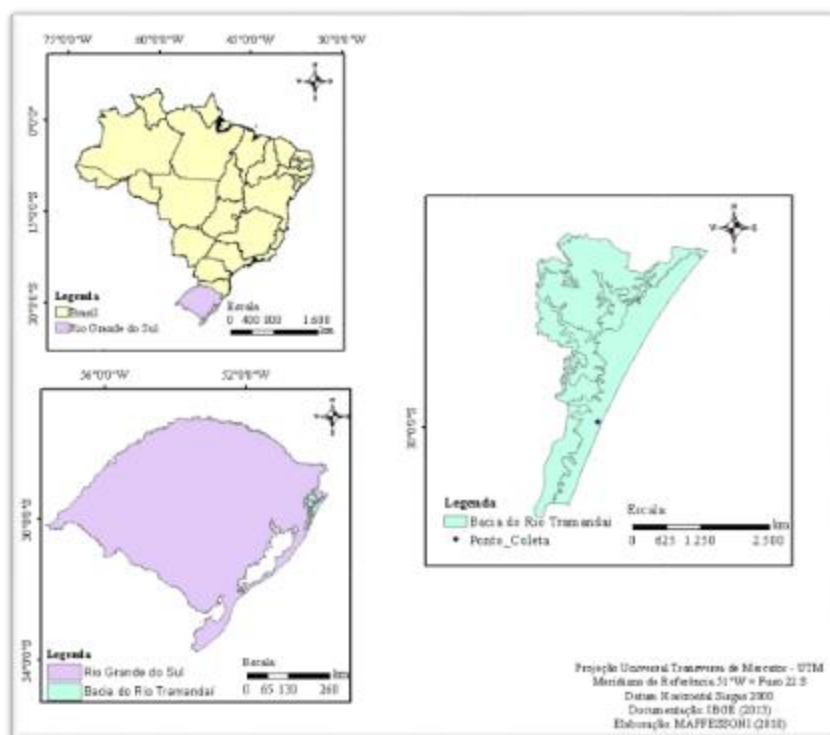 75°0'0"W 60°0'0"W 45°0'0"W 30°0'0"W
0°0'0"
15°0'0"S
30°0'0"S
N
Legenda
Brasil
Rio Grande do Sul
Escala
0 400 800 1.600
km
56°0'0"W 52°0'0"W
30°0'0"S
34°0'0"S
Legenda
Rio Grande do Sul
Bacia do Rio Tramandaí
Escala:
0 65 130 260
km
N
W E
S
30°0'0"S
Legenda
Bacia do Rio Tramandaí
Ponto_Coleta
Escala:
0 625 1.250 2.500
km
Projeção Universal Transversa de Mercator - UTM
Meridiano de Referência 51°W = Fuso 22 S
Datum Horizontal Sirgas 2000
Documentação: IBGE (2013)
Elaboração: MAFFESSONI (2018)